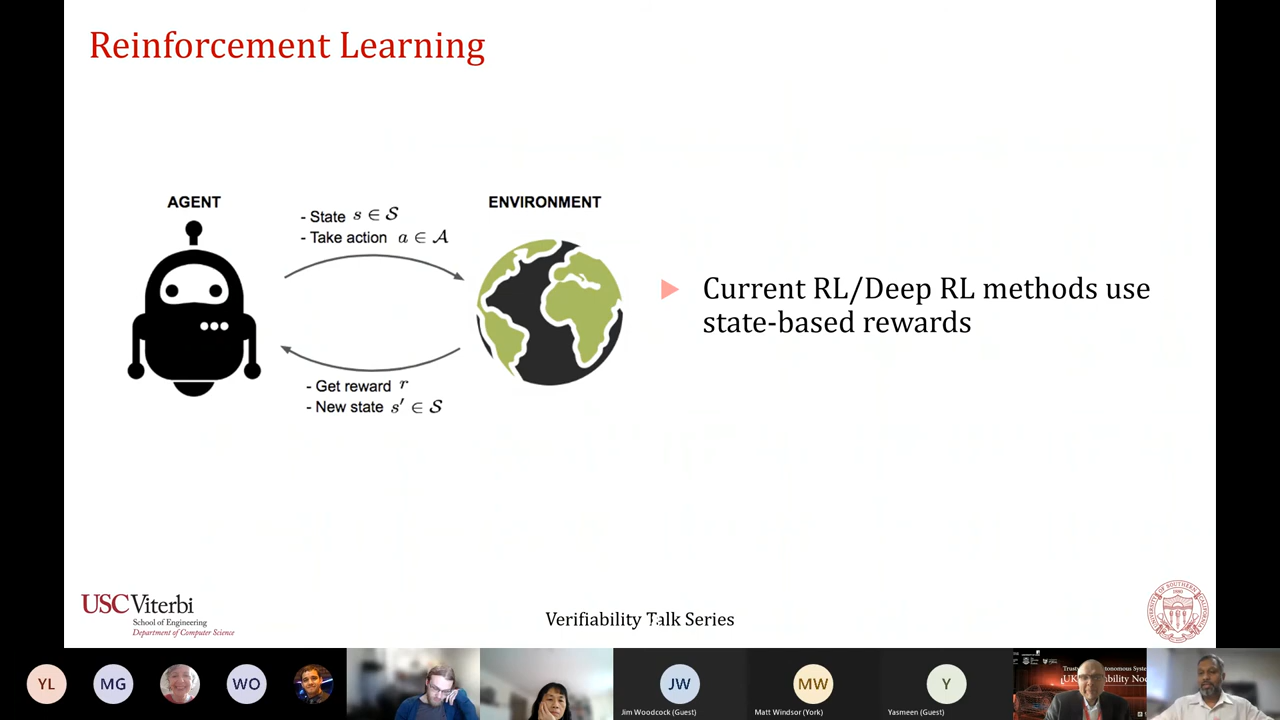 Reinforcement Learning
AGENT
- State s ∈ 𝒮
- Take action a ∈ 𝒜
ENVIRONMENT
- Get reward r
- New state s′ ∈ 𝒮
Current RL/Deep RL methods use
state-based rewards
USC Viterbi
School of Engineering
Department of Computer Science
Verifiability Talk Series
YL
MG
WO
JW
Jim Woodcock (Guest)
MW
Matt Windsor (York)
Y
Yasmeen (Guest)